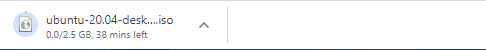 ubuntu-20.04-desk....iso
0.0/2.5 GB, 38 mins left